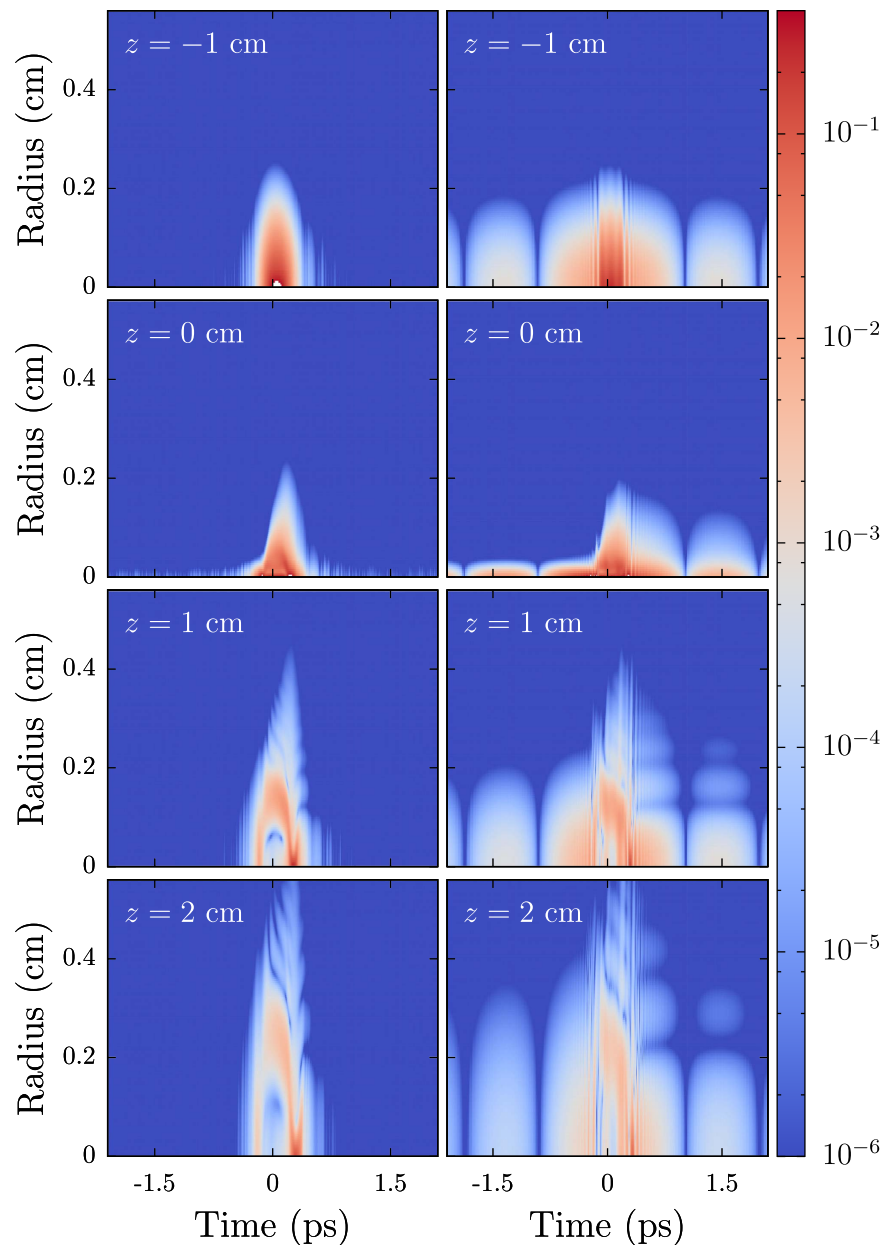 z = −1 cm
z = −1 cm
Radius (cm)
0.4
0.2
0
10⁻¹
z = 0 cm
z = 0 cm
Radius (cm)
0.4
0.2
0
10⁻²
10⁻³
z = 1 cm
z = 1 cm
Radius (cm)
0.4
0.2
0
10⁻⁴
z = 2 cm
z = 2 cm
Radius (cm)
0.4
0.2
0
10⁻⁵
10⁻⁶
-1.5 0 1.5 -1.5 0 1.5
Time (ps) Time (ps)